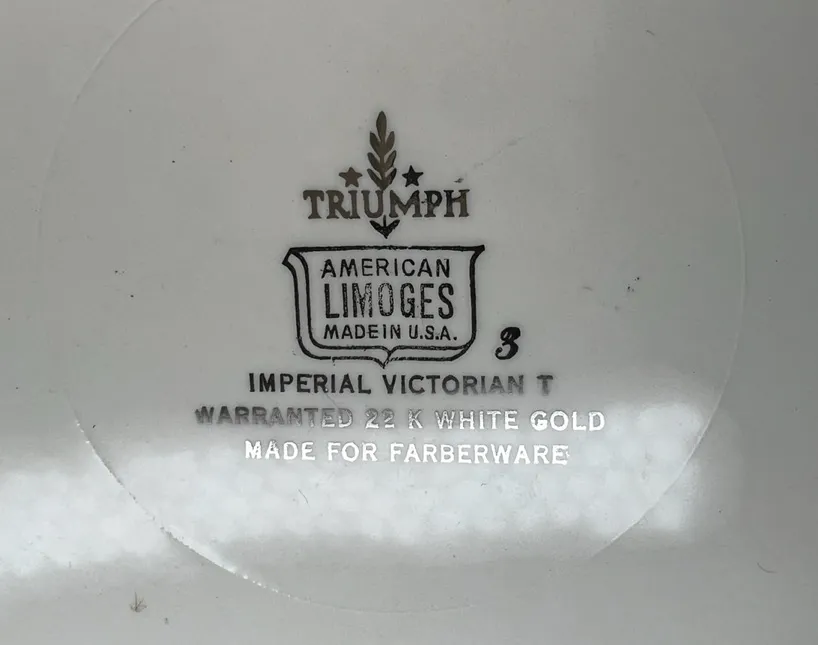 TRIUMPH
AMERICAN
LIMOGES
MADE IN U.S.A.
3
IMPERIAL VICTORIAN T
WARRANTED 22 K WHITE GOLD
MADE FOR FARBERWARE